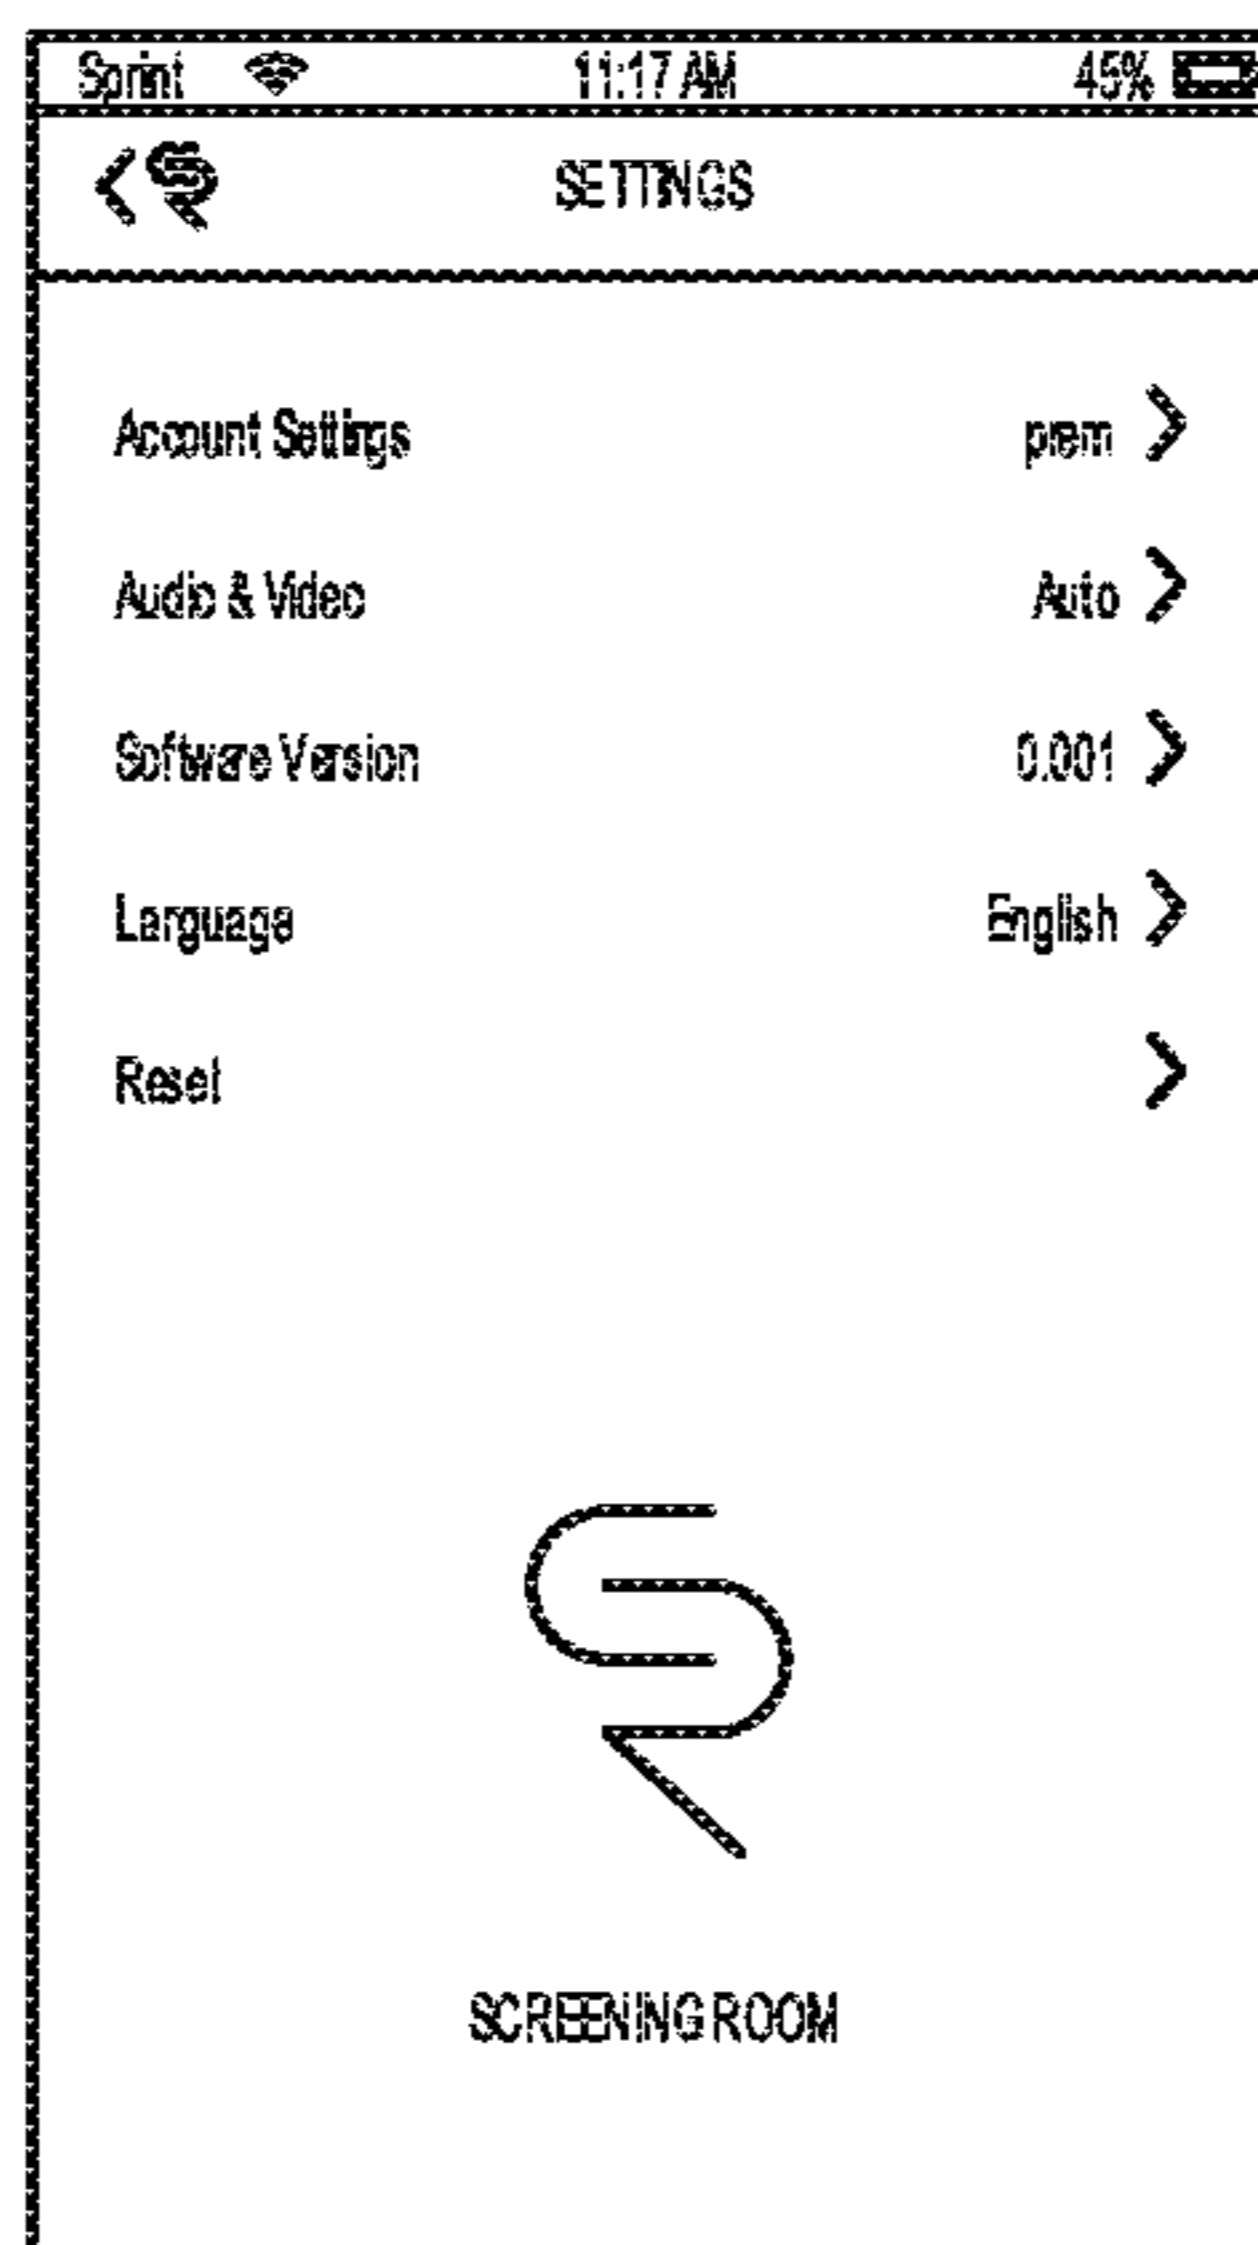 Sprint 11:17 AM 45%
SETTINGS
Account Settings prem
Audio & Video Auto
Software Version 0.001
Language English
Reset
SCREENING ROOM